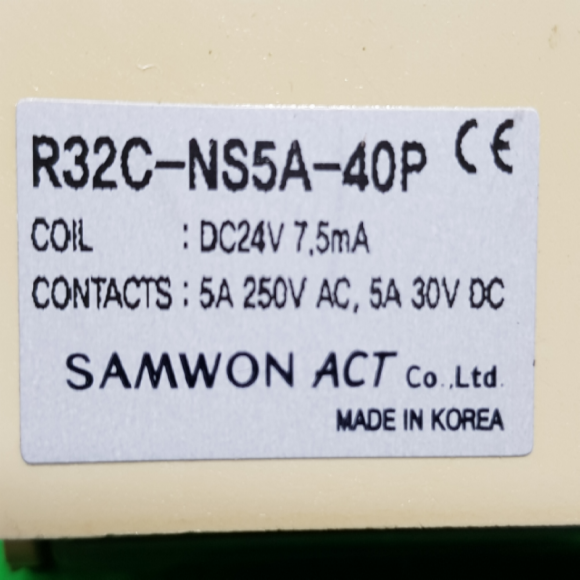 R32C-NS5A-40P CE
COIL : DC24V 7.5mA
CONTACTS : 5A 250V AC, 5A 30V DC
SAMWON ACT Co.,Ltd.
MADE IN KOREA